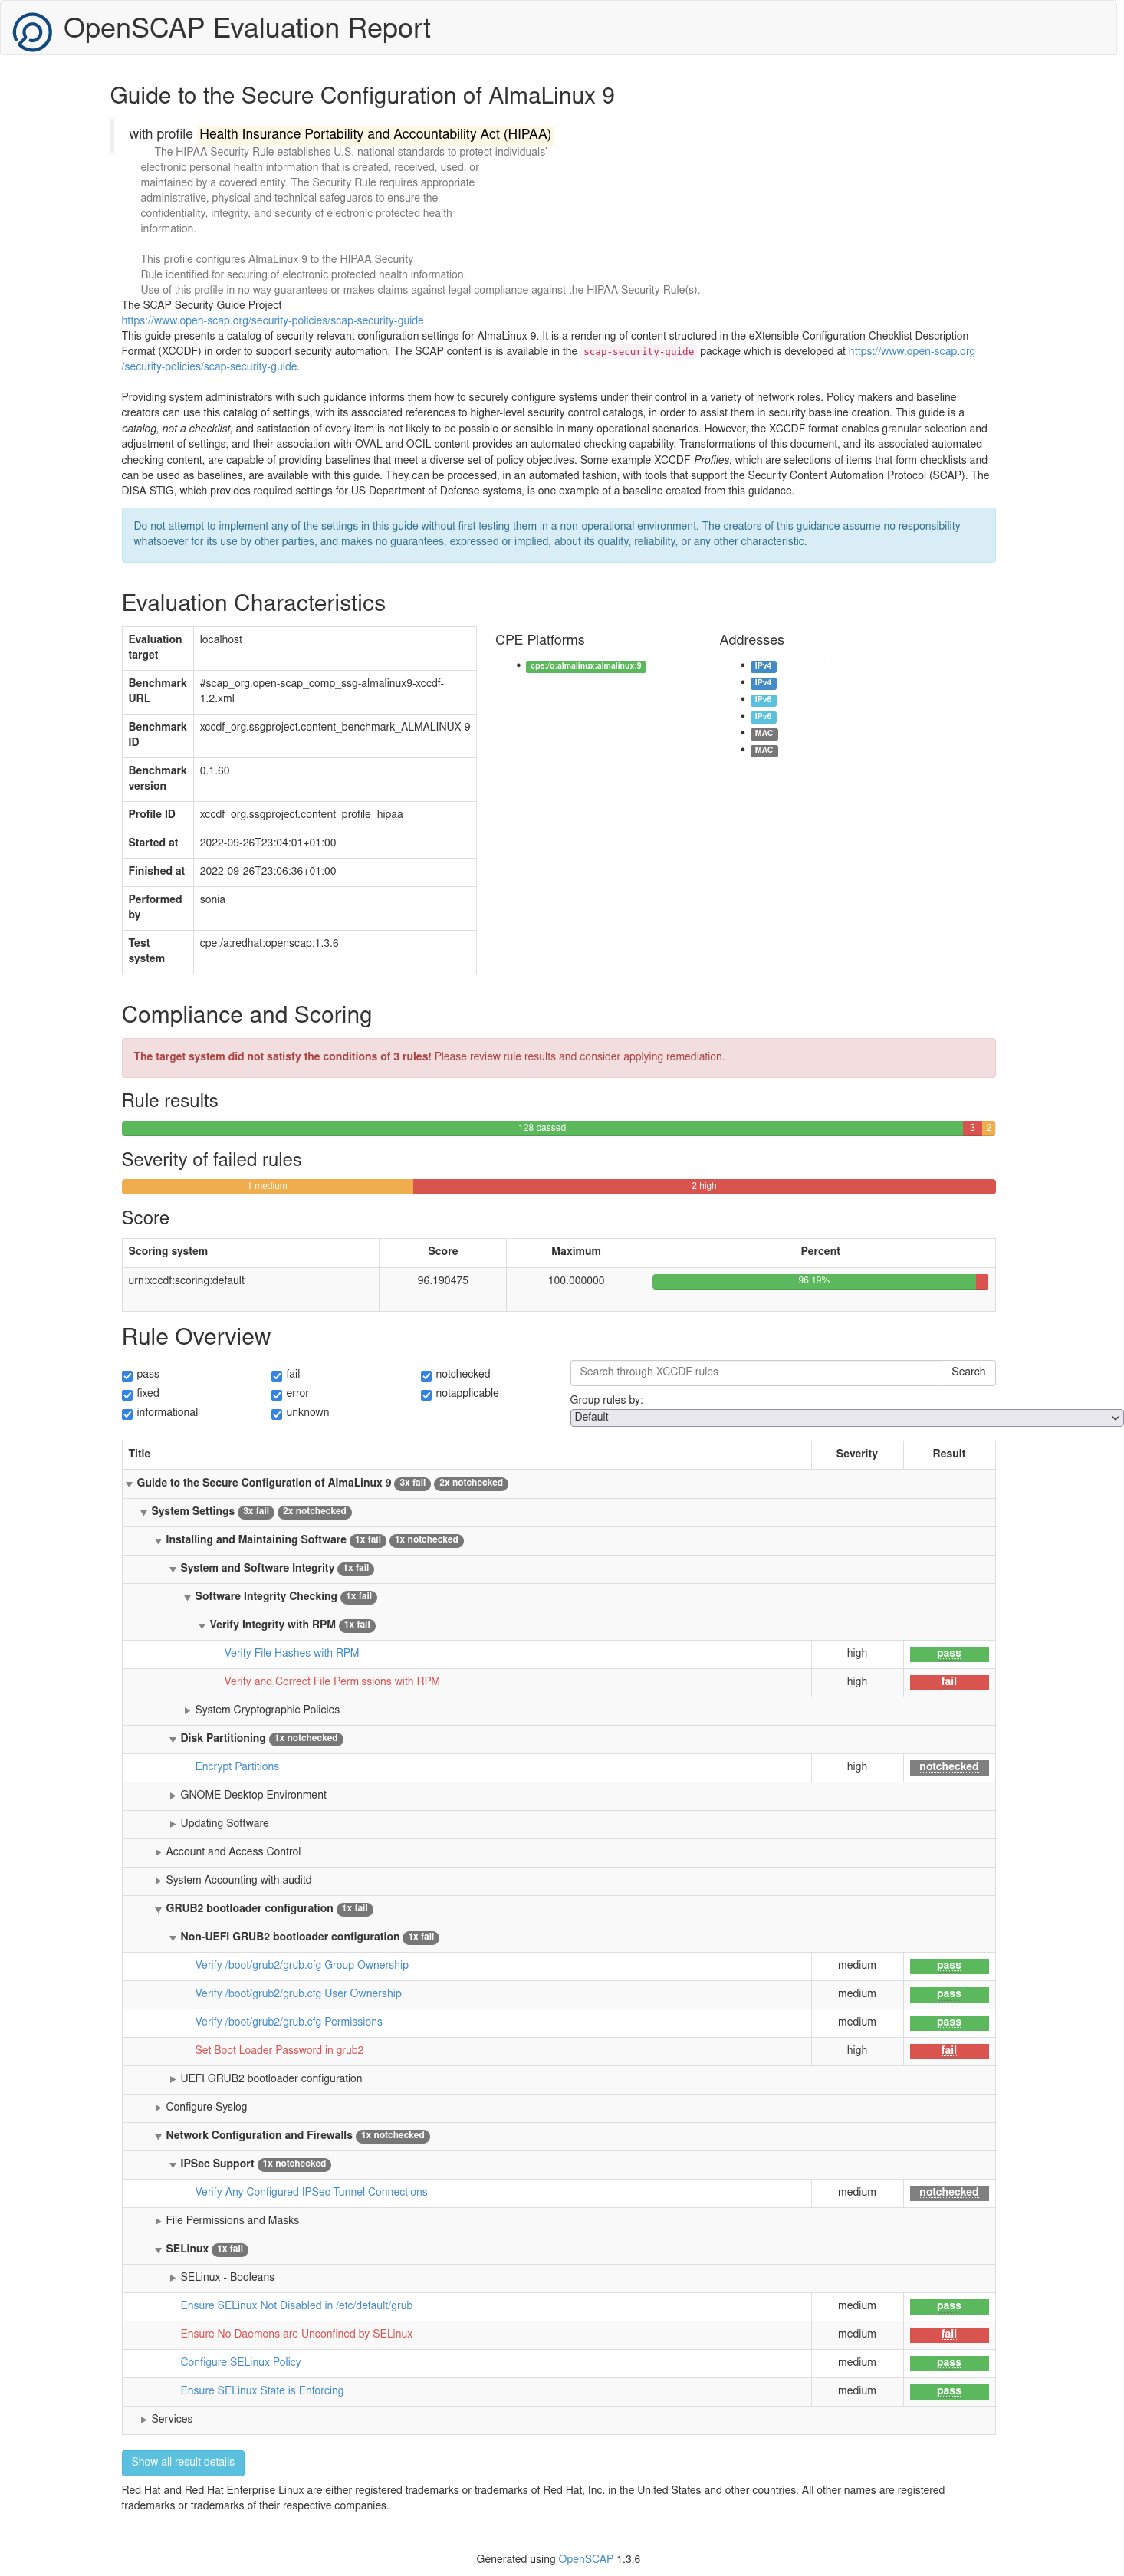 OpenSCAP Evaluation Report
Guide to the Secure Configuration of AlmaLinux 9
with profile Health Insurance Portability and Accountability Act (HIPAA)
— The HIPAA Security Rule establishes U.S. national standards to protect individuals'
electronic personal health information that is created, received, used, or
maintained by a covered entity. The Security Rule requires appropriate
administrative, physical and technical safeguards to ensure the
confidentiality, integrity, and security of electronic protected health
information.
This profile configures AlmaLinux 9 to the HIPAA Security
Rule identified for securing of electronic protected health information.
Use of this profile in no way guarantees or makes claims against legal compliance against the HIPAA Security Rule(s).
The SCAP Security Guide Project
https://www.open-scap.org/security-policies/scap-security-guide
This guide presents a catalog of security-relevant configuration settings for AlmaLinux 9. It is a rendering of content structured in the eXtensible Configuration Checklist Description
Format (XCCDF) in order to support security automation. The SCAP content is is available in the scap-security-guide package which is developed at https://www.open-scap.org
/security-policies/scap-security-guide.
Providing system administrators with such guidance informs them how to securely configure systems under their control in a variety of network roles. Policy makers and baseline
creators can use this catalog of settings, with its associated references to higher-level security control catalogs, in order to assist them in security baseline creation. This guide is a
catalog, not a checklist, and satisfaction of every item is not likely to be possible or sensible in many operational scenarios. However, the XCCDF format enables granular selection and
adjustment of settings, and their association with OVAL and OCIL content provides an automated checking capability. Transformations of this document, and its associated automated
checking content, are capable of providing baselines that meet a diverse set of policy objectives. Some example XCCDF Profiles, which are selections of items that form checklists and
can be used as baselines, are available with this guide. They can be processed, in an automated fashion, with tools that support the Security Content Automation Protocol (SCAP). The
DISA STIG, which provides required settings for US Department of Defense systems, is one example of a baseline created from this guidance.
Do not attempt to implement any of the settings in this guide without first testing them in a non-operational environment. The creators of this guidance assume no responsibility
whatsoever for its use by other parties, and makes no guarantees, expressed or implied, about its quality, reliability, or any other characteristic.
Evaluation Characteristics
Evaluation target localhost
Benchmark URL #scap_org.open-scap_comp_ssg-almalinux9-xccdf-1.2.xml
Benchmark ID xccdf_org.ssgproject.content_benchmark_ALMALINUX-9
Benchmark version 0.1.60
Profile ID xccdf_org.ssgproject.content_profile_hipaa
Started at 2022-09-26T23:04:01+01:00
Finished at 2022-09-26T23:06:36+01:00
Performed by sonia
Test system cpe:/a:redhat:openscap:1.3.6
CPE Platforms
cpe:/o:almalinux:almalinux:9
Addresses
IPv4
IPv4
IPv6
IPv6
MAC
MAC
Compliance and Scoring
The target system did not satisfy the conditions of 3 rules! Please review rule results and consider applying remediation.
Rule results
128 passed 3 2
Severity of failed rules
1 medium 2 high
Score
Scoring system Score Maximum Percent
urn:xccdf:scoring:default 96.190475 100.000000 96.19%
Rule Overview
pass fail notchecked
fixed error notapplicable
informational unknown
Search through XCCDF rules Search
Group rules by:
Default
Title Severity Result
Guide to the Secure Configuration of AlmaLinux 9 3x fail 2x notchecked
System Settings 3x fail 2x notchecked
Installing and Maintaining Software 1x fail 1x notchecked
System and Software Integrity 1x fail
Software Integrity Checking 1x fail
Verify Integrity with RPM 1x fail
Verify File Hashes with RPM high pass
Verify and Correct File Permissions with RPM high fail
System Cryptographic Policies
Disk Partitioning 1x notchecked
Encrypt Partitions high notchecked
GNOME Desktop Environment
Updating Software
Account and Access Control
System Accounting with auditd
GRUB2 bootloader configuration 1x fail
Non-UEFI GRUB2 bootloader configuration 1x fail
Verify /boot/grub2/grub.cfg Group Ownership medium pass
Verify /boot/grub2/grub.cfg User Ownership medium pass
Verify /boot/grub2/grub.cfg Permissions medium pass
Set Boot Loader Password in grub2 high fail
UEFI GRUB2 bootloader configuration
Configure Syslog
Network Configuration and Firewalls 1x notchecked
IPSec Support 1x notchecked
Verify Any Configured IPSec Tunnel Connections medium notchecked
File Permissions and Masks
SELinux 1x fail
SELinux - Booleans
Ensure SELinux Not Disabled in /etc/default/grub medium pass
Ensure No Daemons are Unconfined by SELinux medium fail
Configure SELinux Policy medium pass
Ensure SELinux State is Enforcing medium pass
Services
Show all result details
Red Hat and Red Hat Enterprise Linux are either registered trademarks or trademarks of Red Hat, Inc. in the United States and other countries. All other names are registered
trademarks or trademarks of their respective companies.
Generated using OpenSCAP 1.3.6